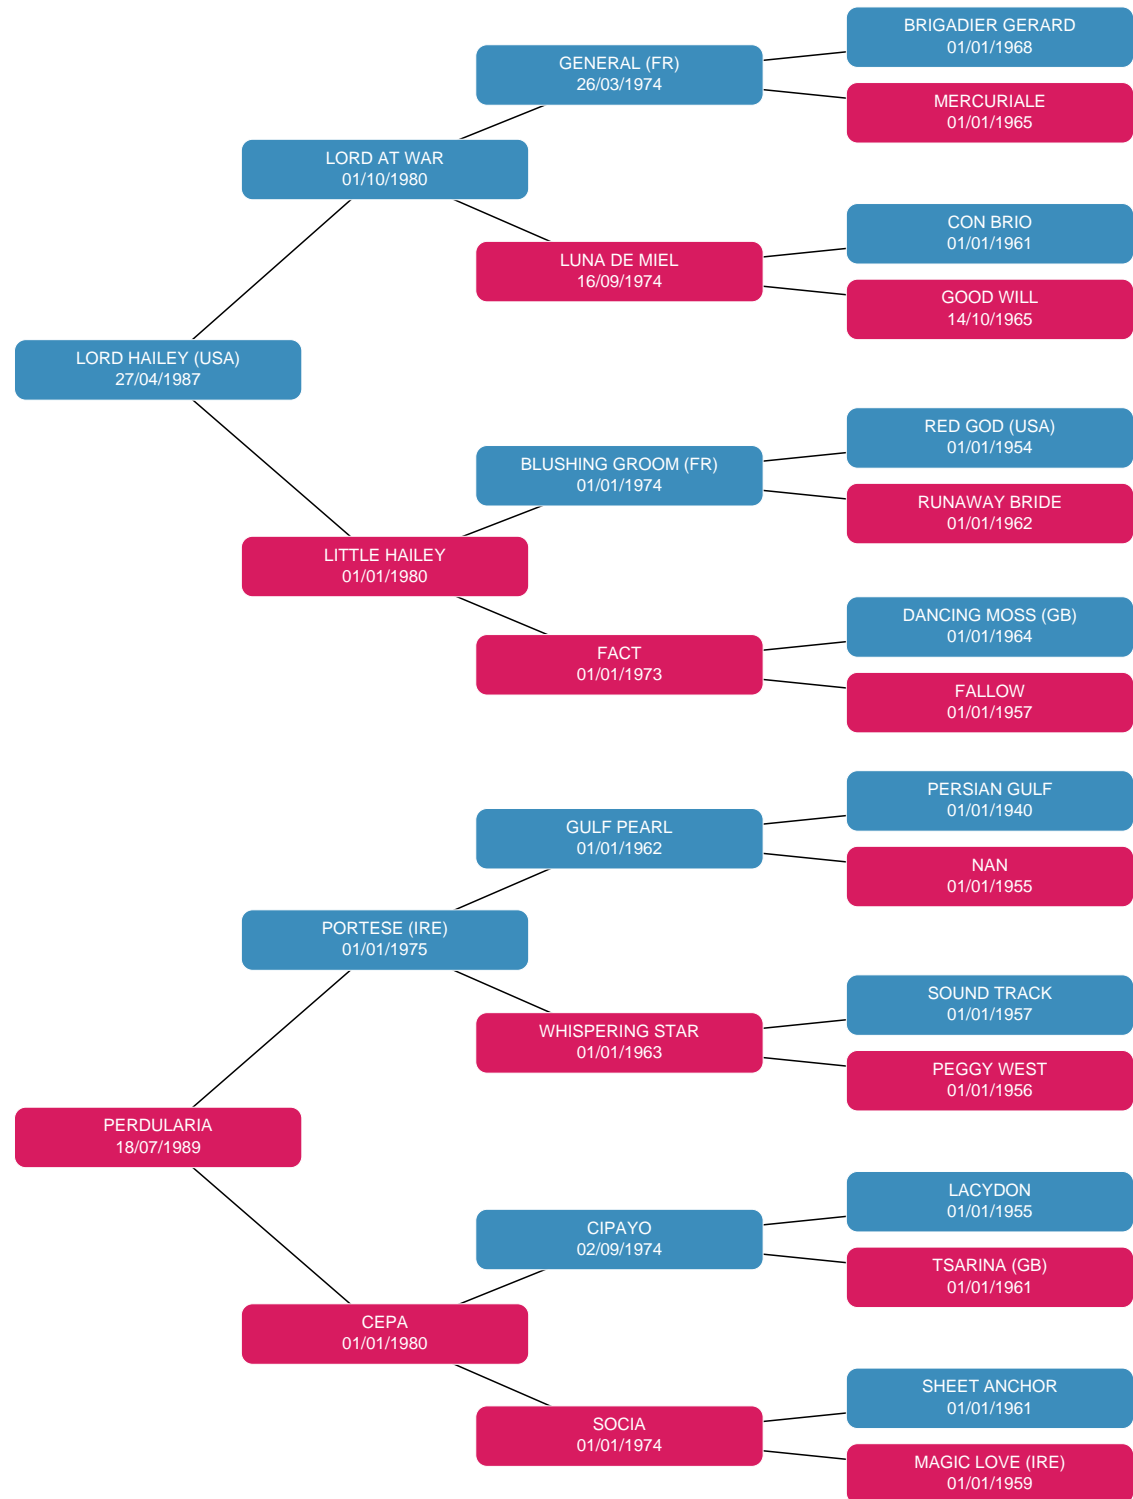 BRIGADIER GERARD
01/01/1968
GENERAL (FR)
26/03/1974
MERCURIALE
01/01/1965
LORD AT WAR
01/10/1980
CON BRIO
01/01/1961
LUNA DE MIEL
16/09/1974
GOOD WILL
14/10/1965
LORD HAILEY (USA)
27/04/1987
RED GOD (USA)
01/01/1954
BLUSHING GROOM (FR)
01/01/1974
RUNAWAY BRIDE
01/01/1962
LITTLE HAILEY
01/01/1980
DANCING MOSS (GB)
01/01/1964
FACT
01/01/1973
FALLOW
01/01/1957
PERSIAN GULF
01/01/1940
GULF PEARL
01/01/1962
NAN
01/01/1955
PORTESE (IRE)
01/01/1975
SOUND TRACK
01/01/1957
WHISPERING STAR
01/01/1963
PEGGY WEST
01/01/1956
PERDULARIA
18/07/1989
LACYDON
01/01/1955
CIPAYO
02/09/1974
TSARINA (GB)
01/01/1961
CEPA
01/01/1980
SHEET ANCHOR
01/01/1961
SOCIA
01/01/1974
MAGIC LOVE (IRE)
01/01/1959